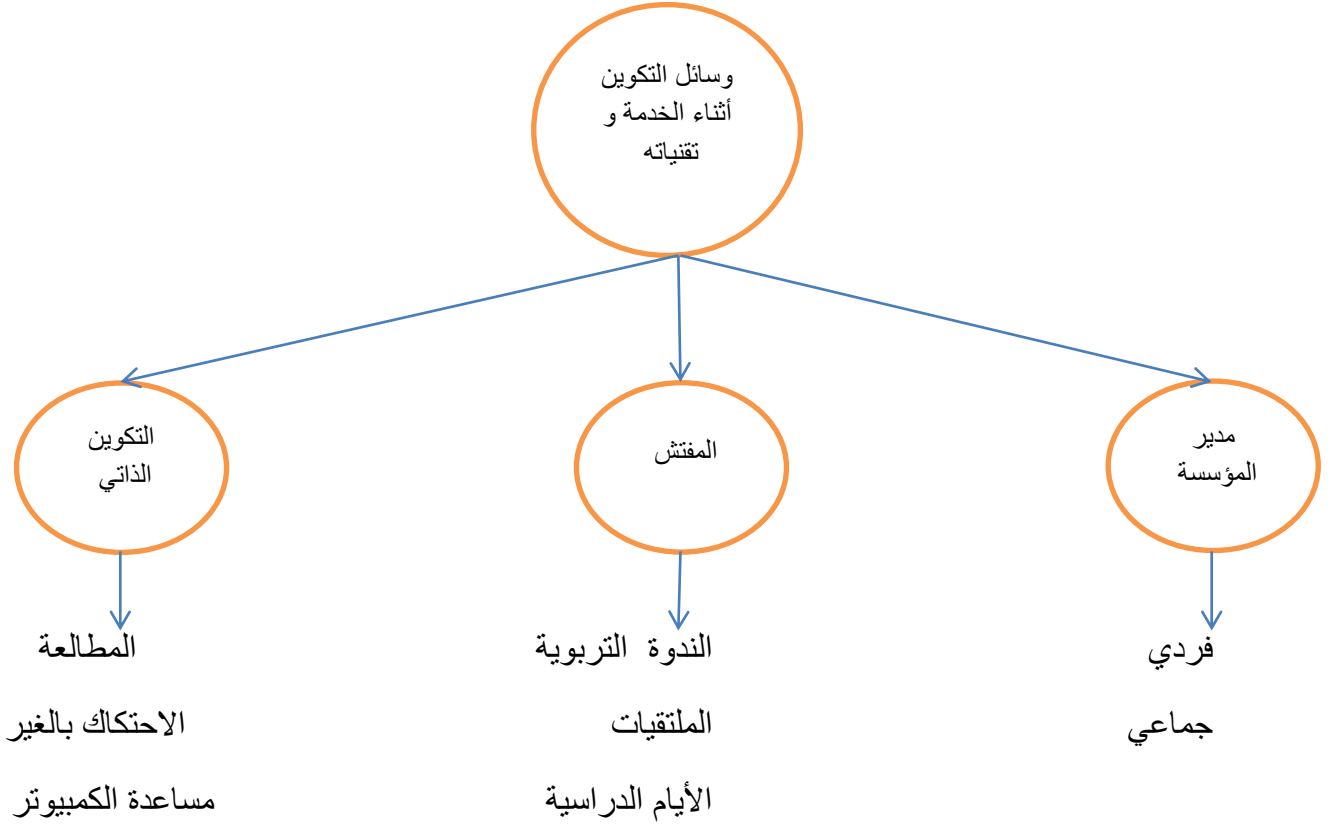 وسائل التكوين
أثناء الخدمة و
تقنياته
مدير
المؤسسة
المفتش
التكوين
الذاتي
فردي
جماعي
الندوة التربوية
الملتقيات
الأيام الدراسية
المطالعة
الاحتكاك بالغير
مساعدة الكمبيوتر